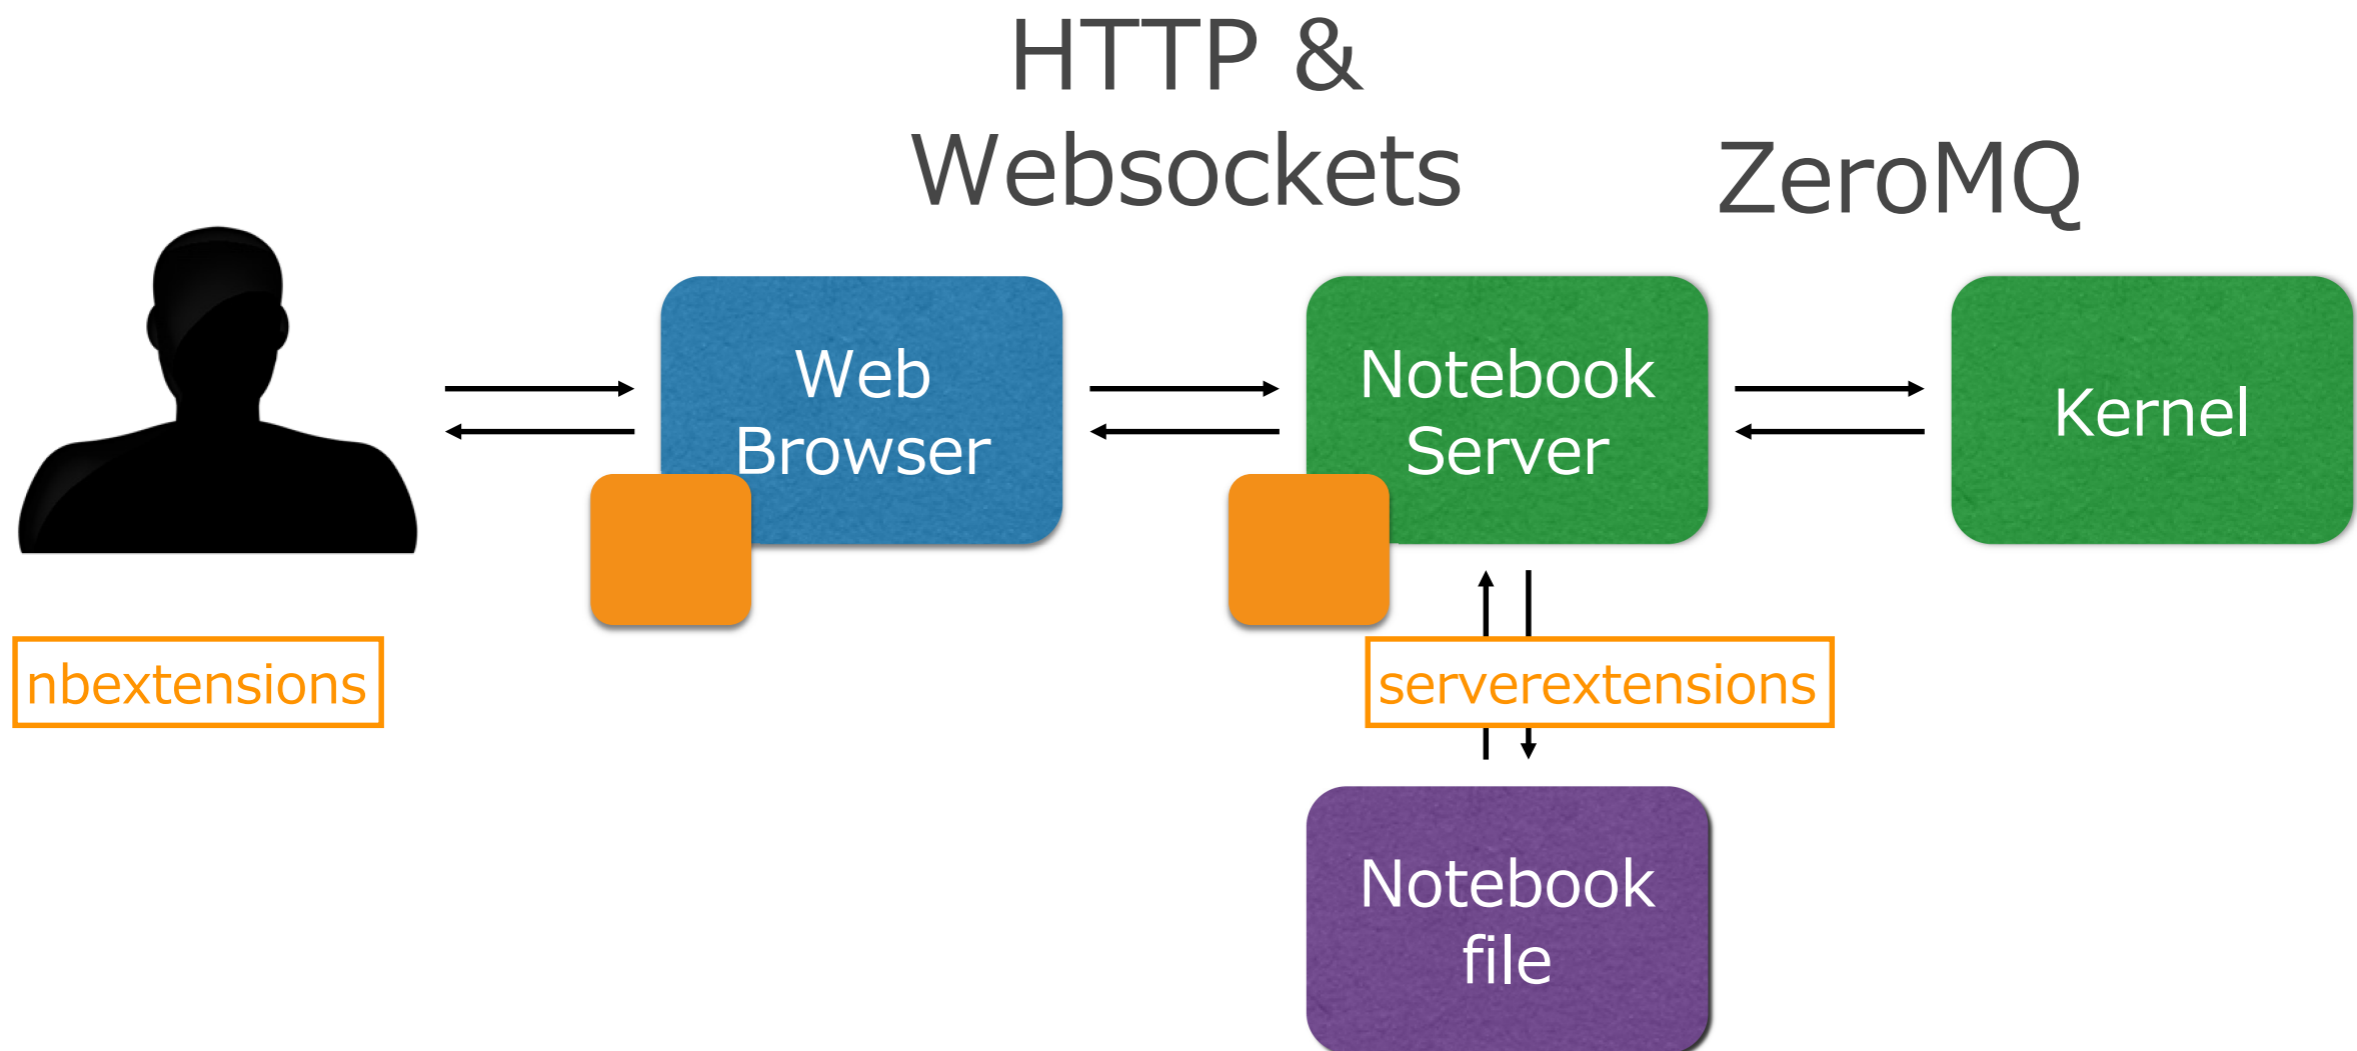 HTTP &
Websockets
ZeroMQ
Web
Browser
Notebook
Server
Kernel
nbextensions
serverextensions
Notebook
file